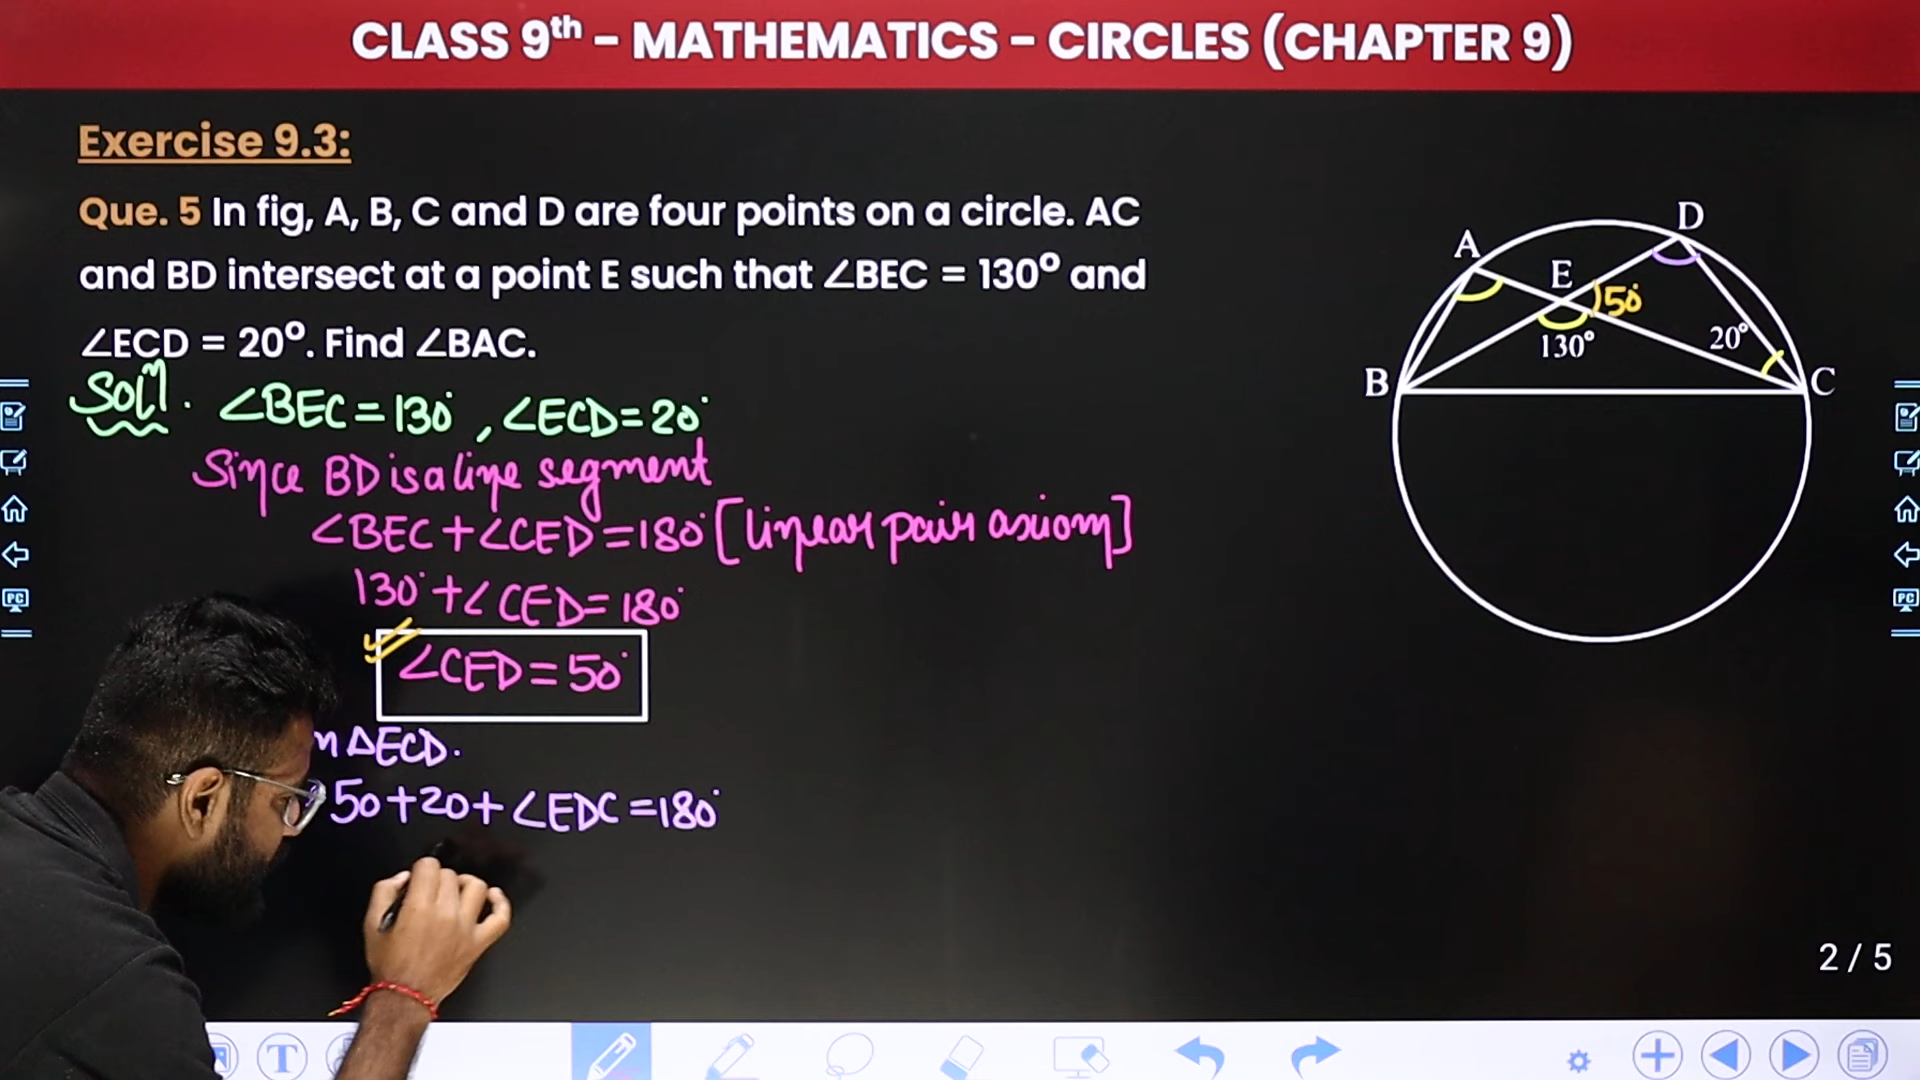 CLASS 9th - MATHEMATICS - CIRCLES (CHAPTER 9)
Exercise 9.3:
Que. 5 In fig, A, B, C and D are four points on a circle. AC
and BD intersect at a point E such that ∠BEC = 130° and
∠ECD = 20°. Find ∠BAC.
Soln. ∠BEC = 130°, ∠ECD = 20°
Since BD is a line segment
∠BEC + ∠CED = 180° [linear pair axiom]
130° + ∠CED = 180°
∠CED = 50°
n ΔECD.
50 + 20 + ∠EDC = 180°
D
A
E
50°
130°
20°
B
C
2 / 5
PC
PC
T